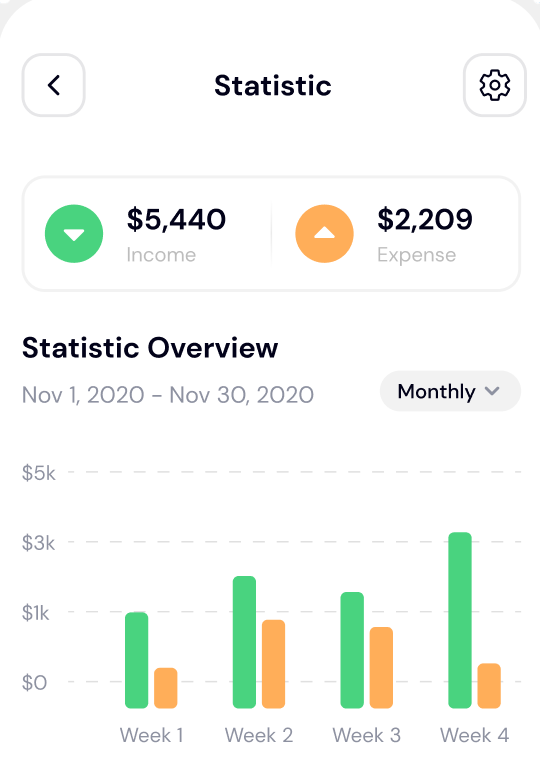 Statistic
$5,440
Income
$2,209
Expense
Statistic Overview
Nov 1, 2020 - Nov 30, 2020
Monthly
$5k
$3k
$1k
$0
Week 1
Week 2
Week 3
Week 4